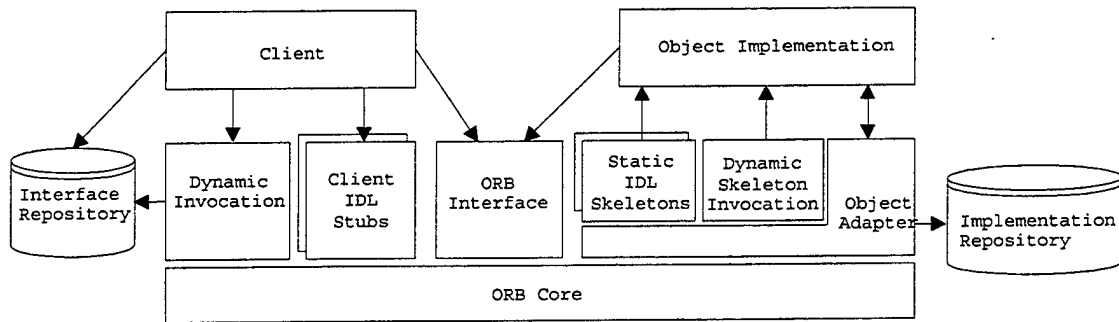 Client
Object Implementation
Interface
Repository
Dynamic
Invocation
Client
IDL
Stubs
ORB
Interface
Static
IDL
Skeletons
Dynamic
Skeleton
Invocation
Object
Adapter
Implementation
Repository
ORB Core